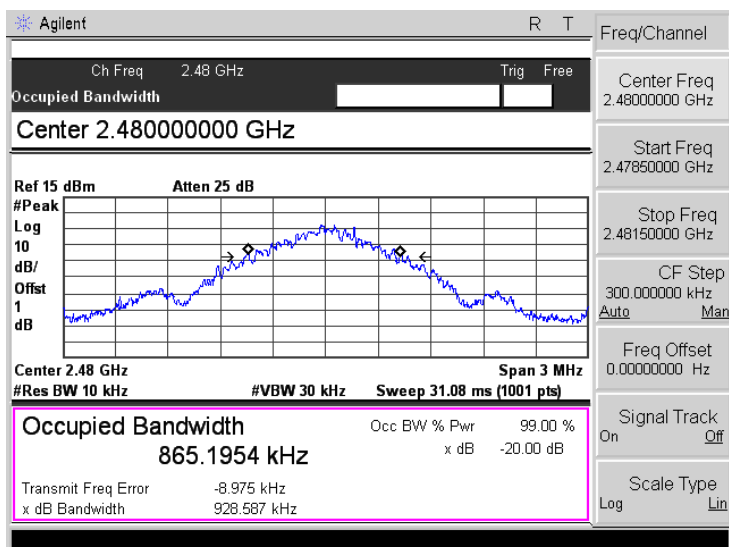 Agilent R T
Ch Freq 2.48 GHz Trig Free
Occupied Bandwidth
Center 2.480000000 GHz
Ref 15 dBm Atten 25 dB
#Peak
Log
10
dB/
Offst
1
dB
Center 2.48 GHz Span 3 MHz
#Res BW 10 kHz #VBW 30 kHz Sweep 31.08 ms (1001 pts)
Occupied Bandwidth Occ BW % Pwr 99.00 %
865.1954 kHz x dB -20.00 dB
Transmit Freq Error -8.975 kHz
x dB Bandwidth 928.587 kHz
Freq/Channel
Center Freq
2.48000000 GHz
Start Freq
2.47850000 GHz
Stop Freq
2.48150000 GHz
CF Step
300.000000 kHz
Auto Man
Freq Offset
0.00000000 Hz
Signal Track
On Off
Scale Type
Log Lin